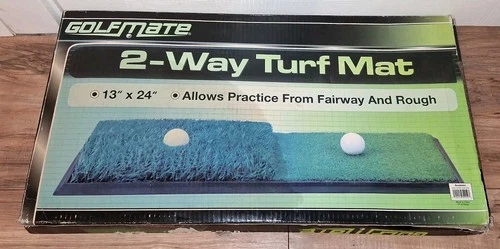 GOLFMATE
2-Way Turf Mat
• 13" x 24" • Allows Practice From Fairway And Rough